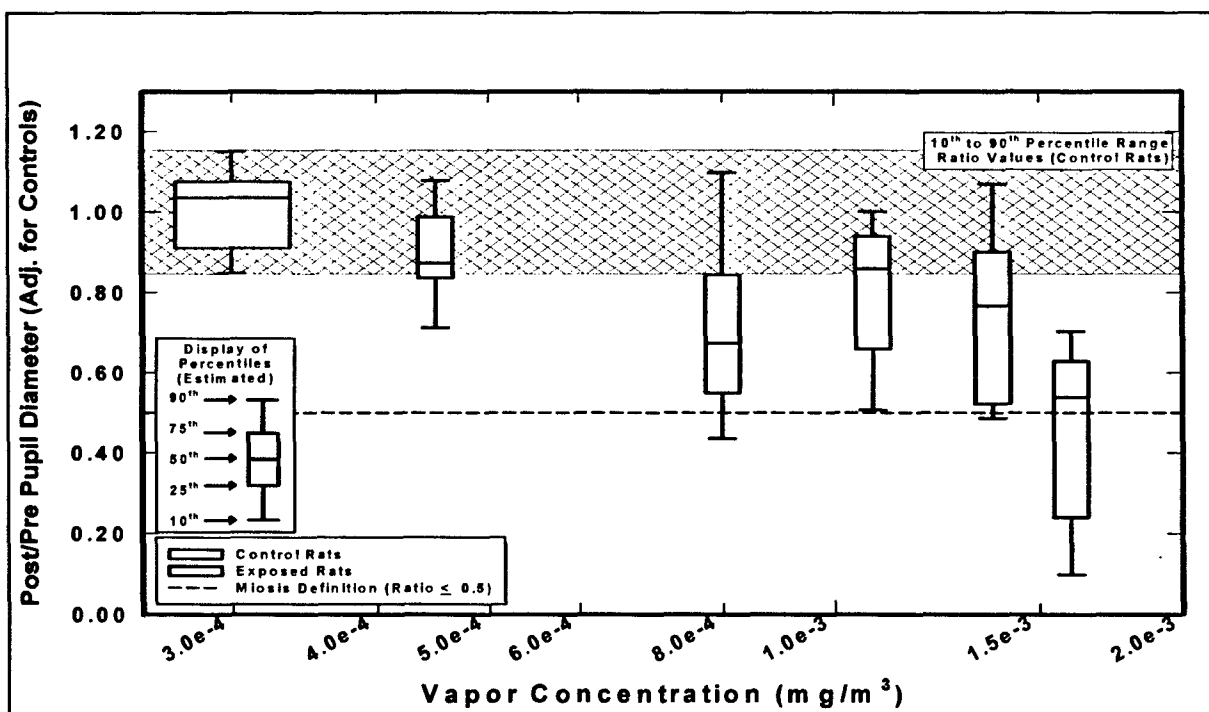 Post/Pre Pupil Diameter (Adj. for Controls)
1.20
1.00
0.80
0.60
0.40
0.20
0.00
10th to 90th Percentile Range
Ratio Values (Control Rats)
Display of
Percentiles
(Estimated)
90th
75th
50th
25th
10th
Control Rats
Exposed Rats
Miosis Definition (Ratio ≤ 0.5)
3.0e-4 4.0e-4 5.0e-4 6.0e-4 8.0e-4 1.0e-3 1.5e-3 2.0e-3
Vapor Concentration (mg/m³)